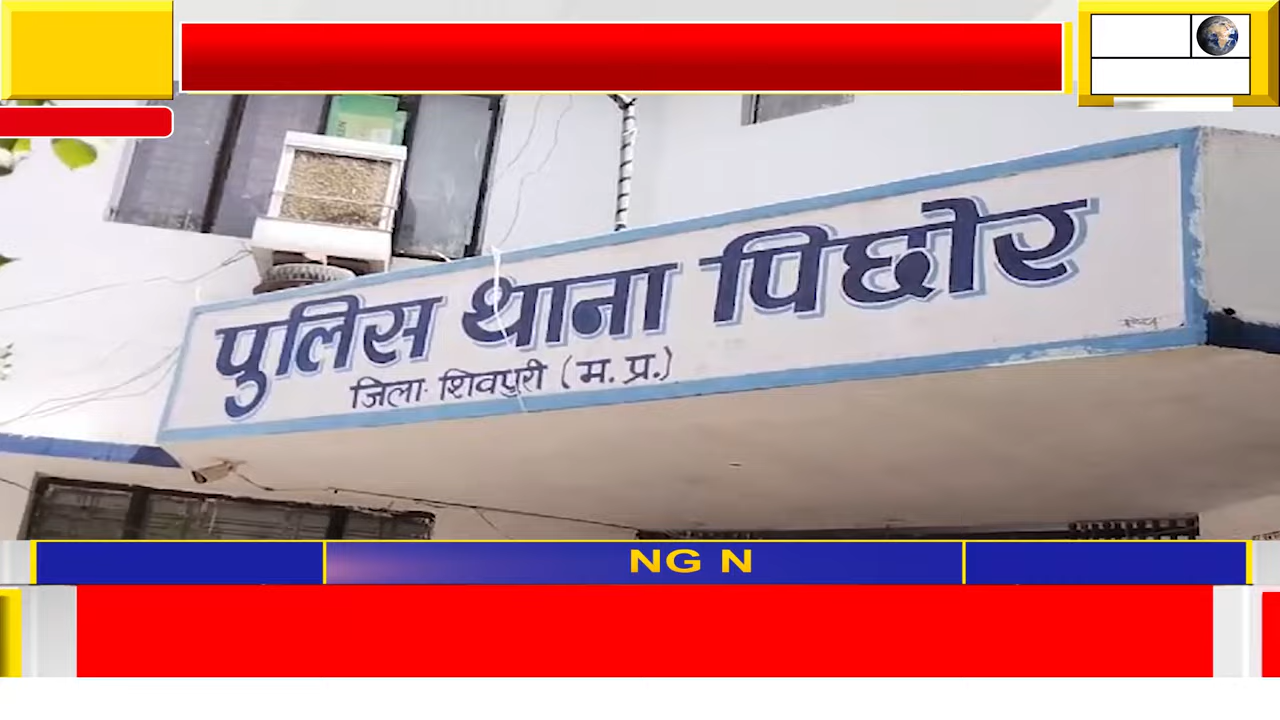 पुलिस थाना पिछोर
जिला- शिवपुरी (म. प्र.)
NG N